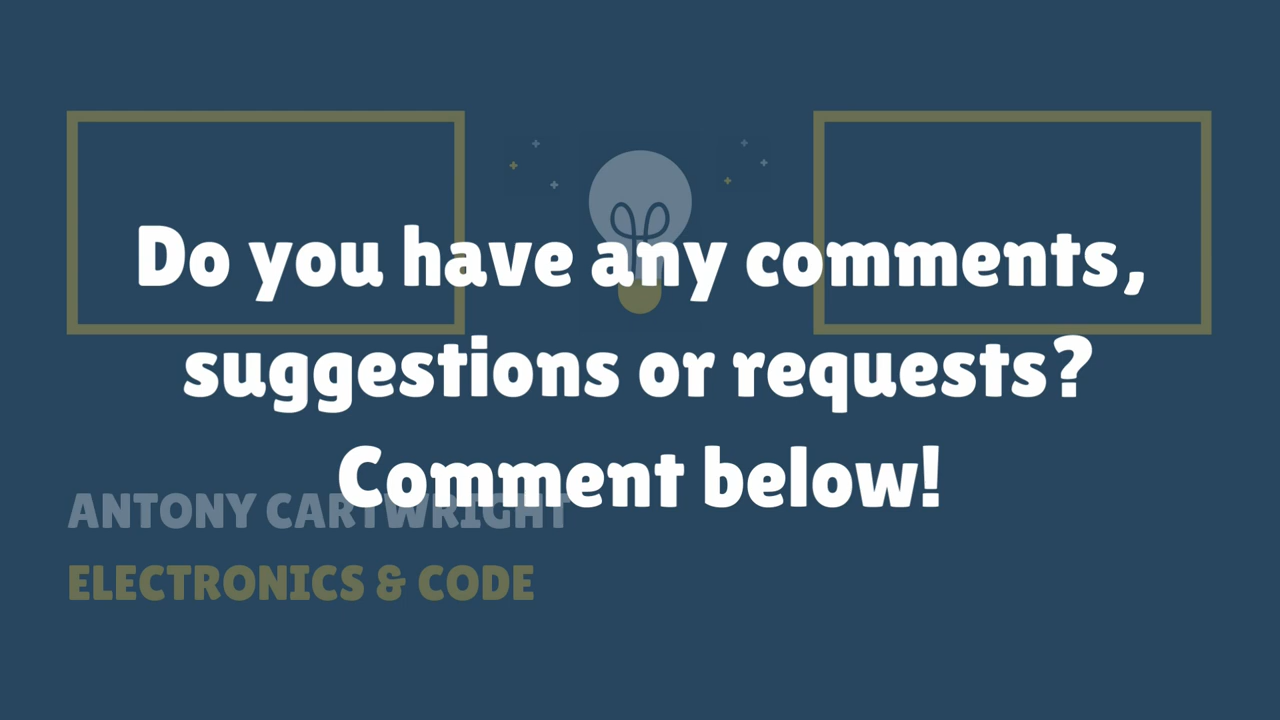 Do you have any comments,
suggestions or requests?
Comment below!
ANTONY CARTWRIGHT
ELECTRONICS & CODE